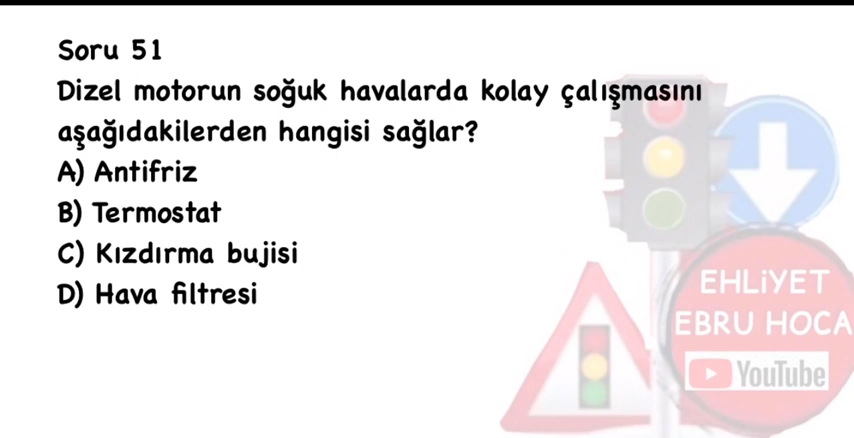 Soru 51
Dizel motorun soğuk havalarda kolay çalışmasını
aşağıdakilerden hangisi sağlar?
A) Antifriz
B) Termostat
C) Kızdırma bujisi
D) Hava filtresi
EHLİYET
EBRU HOCA
YouTube